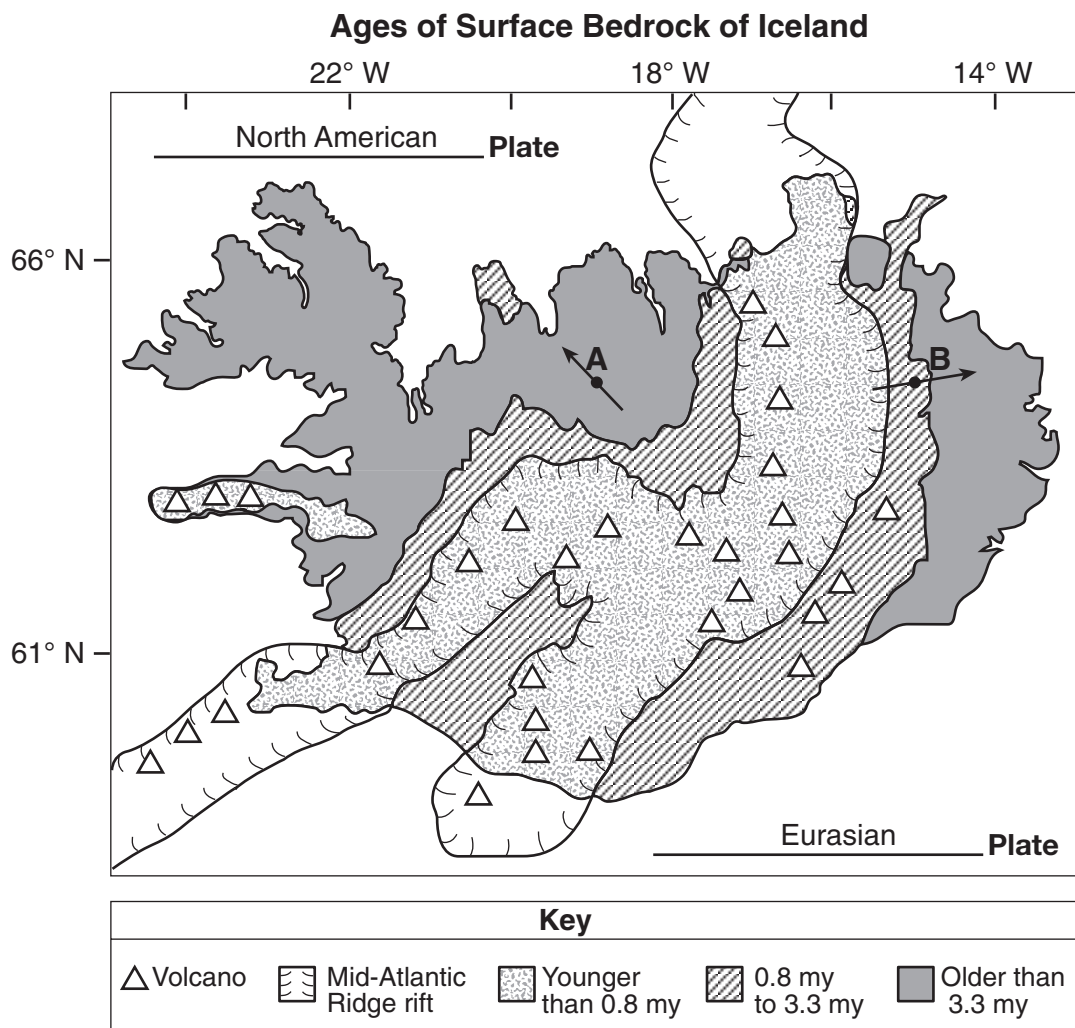 Ages of Surface Bedrock of Iceland
22° W 18° W 14° W
North American Plate
66° N
A
B
61° N
Eurasian Plate
Key
Volcano
Mid-Atlantic
Ridge rift
Younger
than 0.8 my
0.8 my
to 3.3 my
Older than
3.3 my